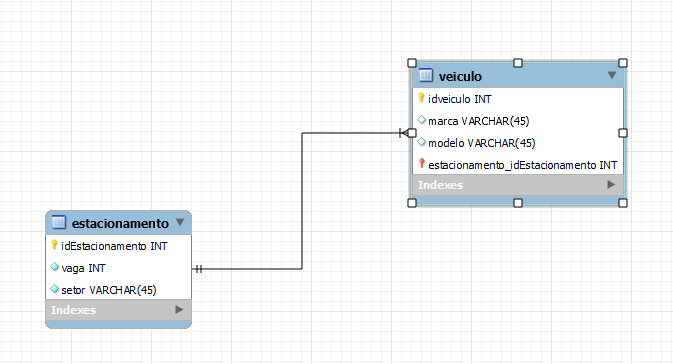 veiculo
idveiculo INT
marca VARCHAR(45)
modelo VARCHAR(45)
estacionamento_idEstacionamento INT
Indexes
estacionamento
idEstacionamento INT
vaga INT
setor VARCHAR(45)
Indexes